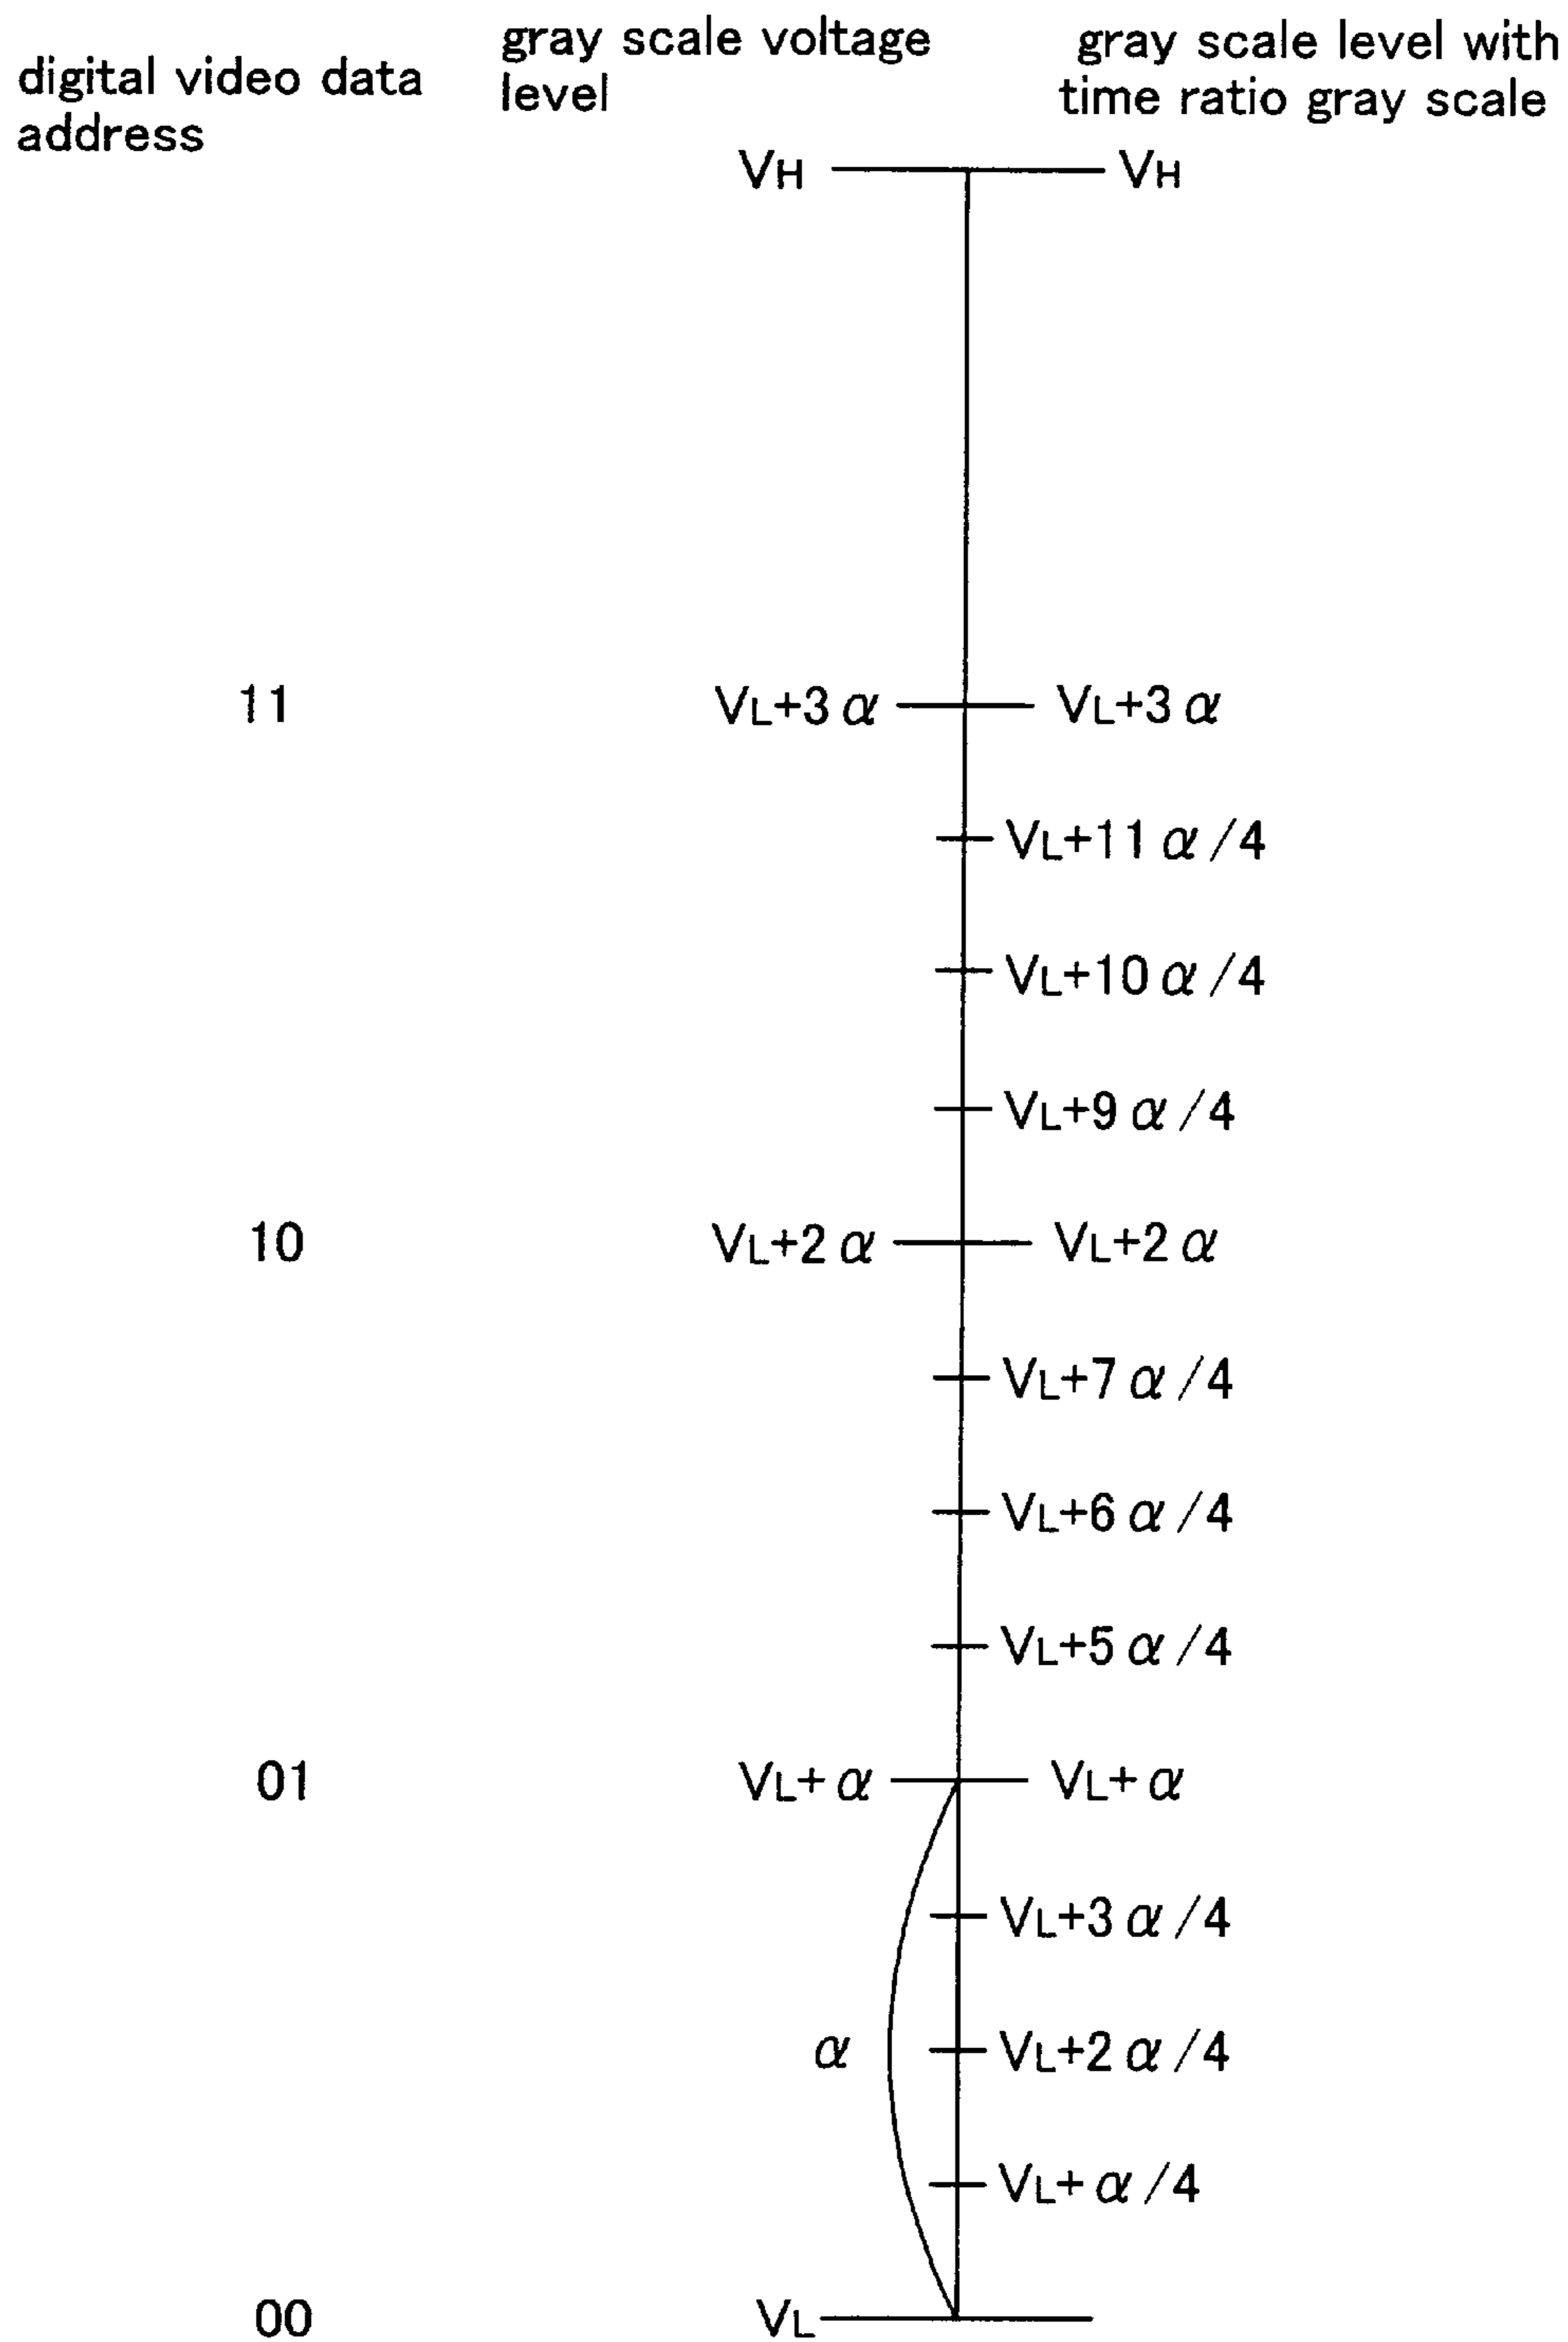 digital video data
address
gray scale voltage
level
gray scale level with
time ratio gray scale
VH VH
11 VL+3α VL+3α
VL+11α/4
VL+10α/4
VL+9α/4
10 VL+2α VL+2α
VL+7α/4
VL+6α/4
VL+5α/4
01 VL+α VL+α
VL+3α/4
α VL+2α/4
VL+α/4
00 VL